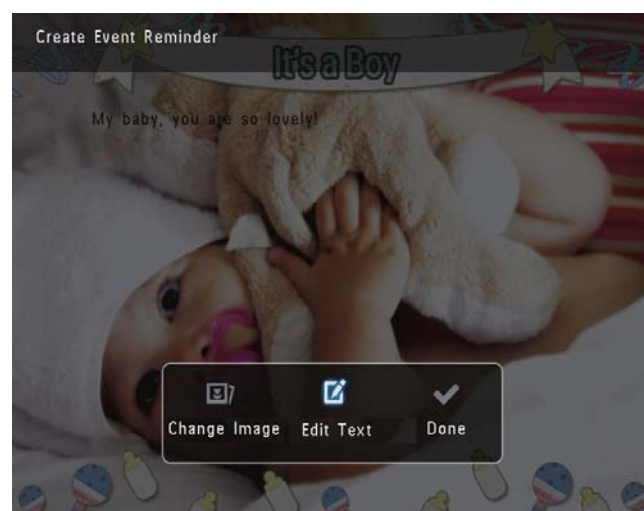 Create Event Reminder
It's a Boy
My baby, you are so lovely!
Change Image
Edit Text
Done